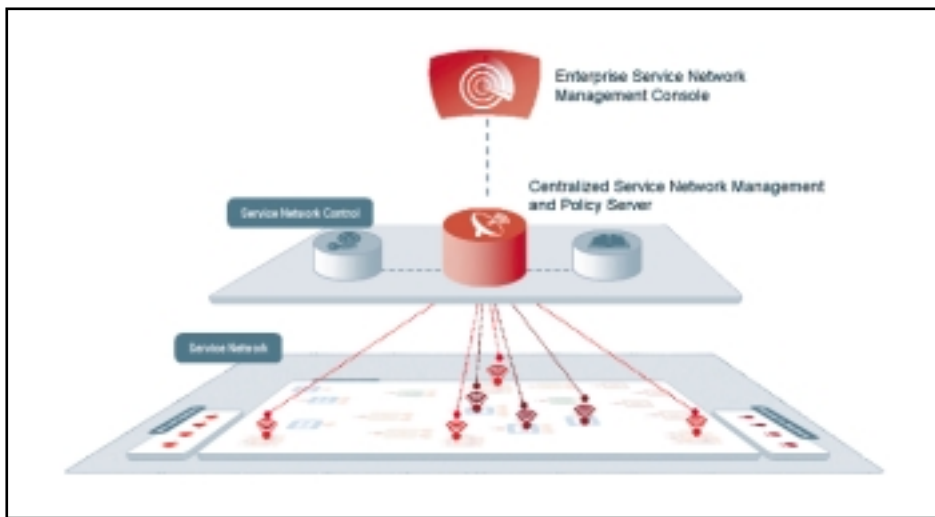 Enterprise Service Network
Management Console
Centralized Service Network Management
and Policy Server
Service Network Control
Service Network